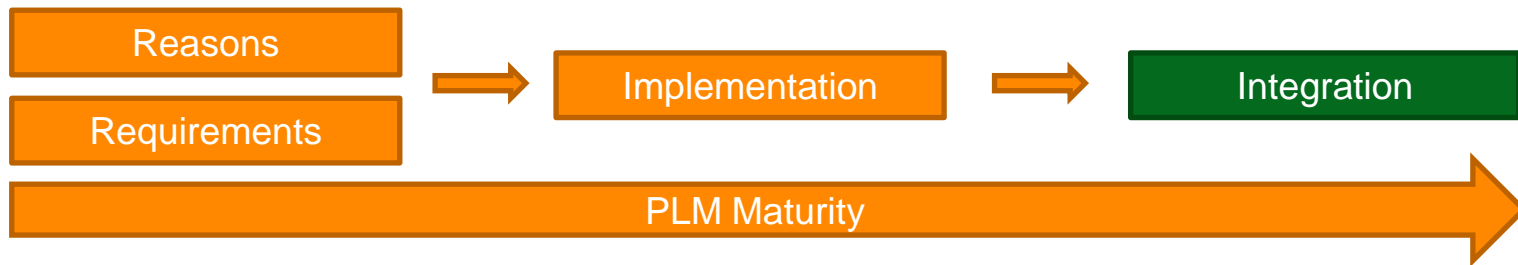 Reasons
Requirements
Implementation
Integration
PLM Maturity